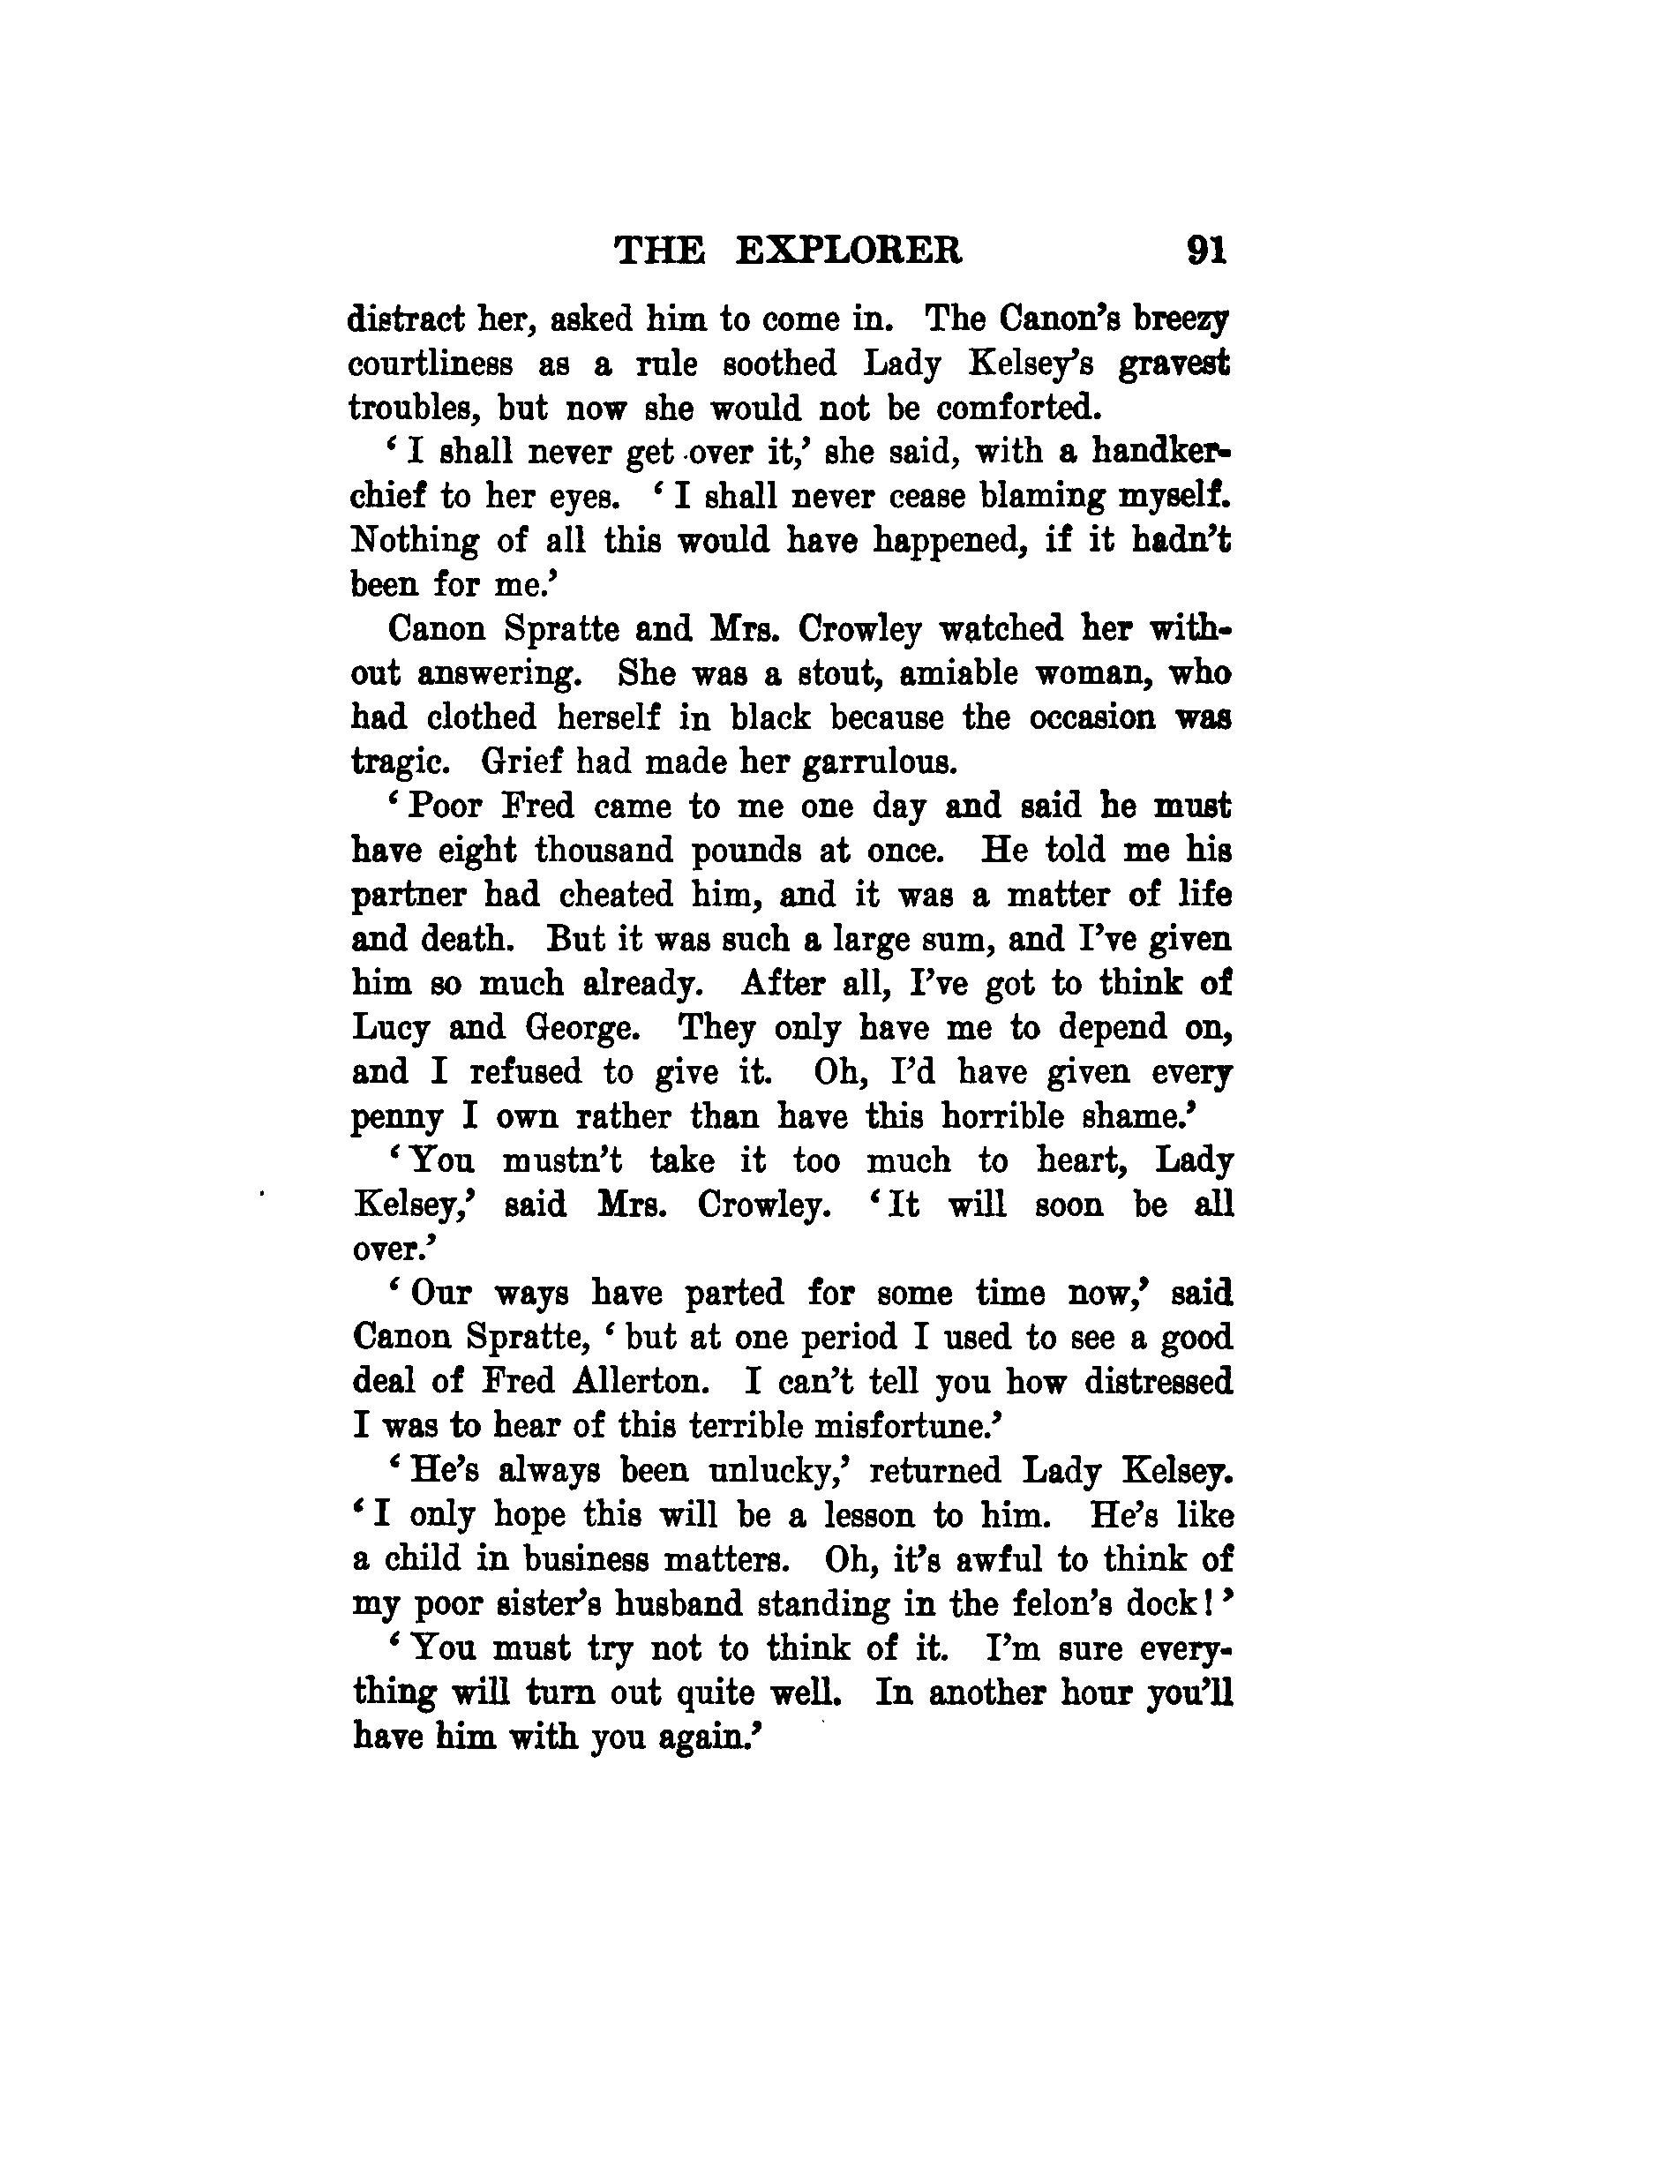 THE EXPLORER 91
distract her, asked him to come in. The Canon's breezy
courtliness as a rule soothed Lady Kelsey's gravest
troubles, but now she would not be comforted.
‘I shall never get over it,’ she said, with a handker-
chief to her eyes. ‘I shall never cease blaming myself.
Nothing of all this would have happened, if it hadn't
been for me.’
Canon Spratte and Mrs. Crowley watched her with-
out answering. She was a stout, amiable woman, who
had clothed herself in black because the occasion was
tragic. Grief had made her garrulous.
‘Poor Fred came to me one day and said he must
have eight thousand pounds at once. He told me his
partner had cheated him, and it was a matter of life
and death. But it was such a large sum, and I've given
him so much already. After all, I've got to think of
Lucy and George. They only have me to depend on,
and I refused to give it. Oh, I'd have given every
penny I own rather than have this horrible shame.’
‘You mustn't take it too much to heart, Lady
Kelsey,’ said Mrs. Crowley. ‘It will soon be all
over.’
‘Our ways have parted for some time now,’ said
Canon Spratte, ‘but at one period I used to see a good
deal of Fred Allerton. I can't tell you how distressed
I was to hear of this terrible misfortune.’
‘He's always been unlucky,’ returned Lady Kelsey.
‘I only hope this will be a lesson to him. He's like
a child in business matters. Oh, it's awful to think of
my poor sister's husband standing in the felon's dock!’
‘You must try not to think of it. I'm sure every-
thing will turn out quite well. In another hour you'll
have him with you again.’